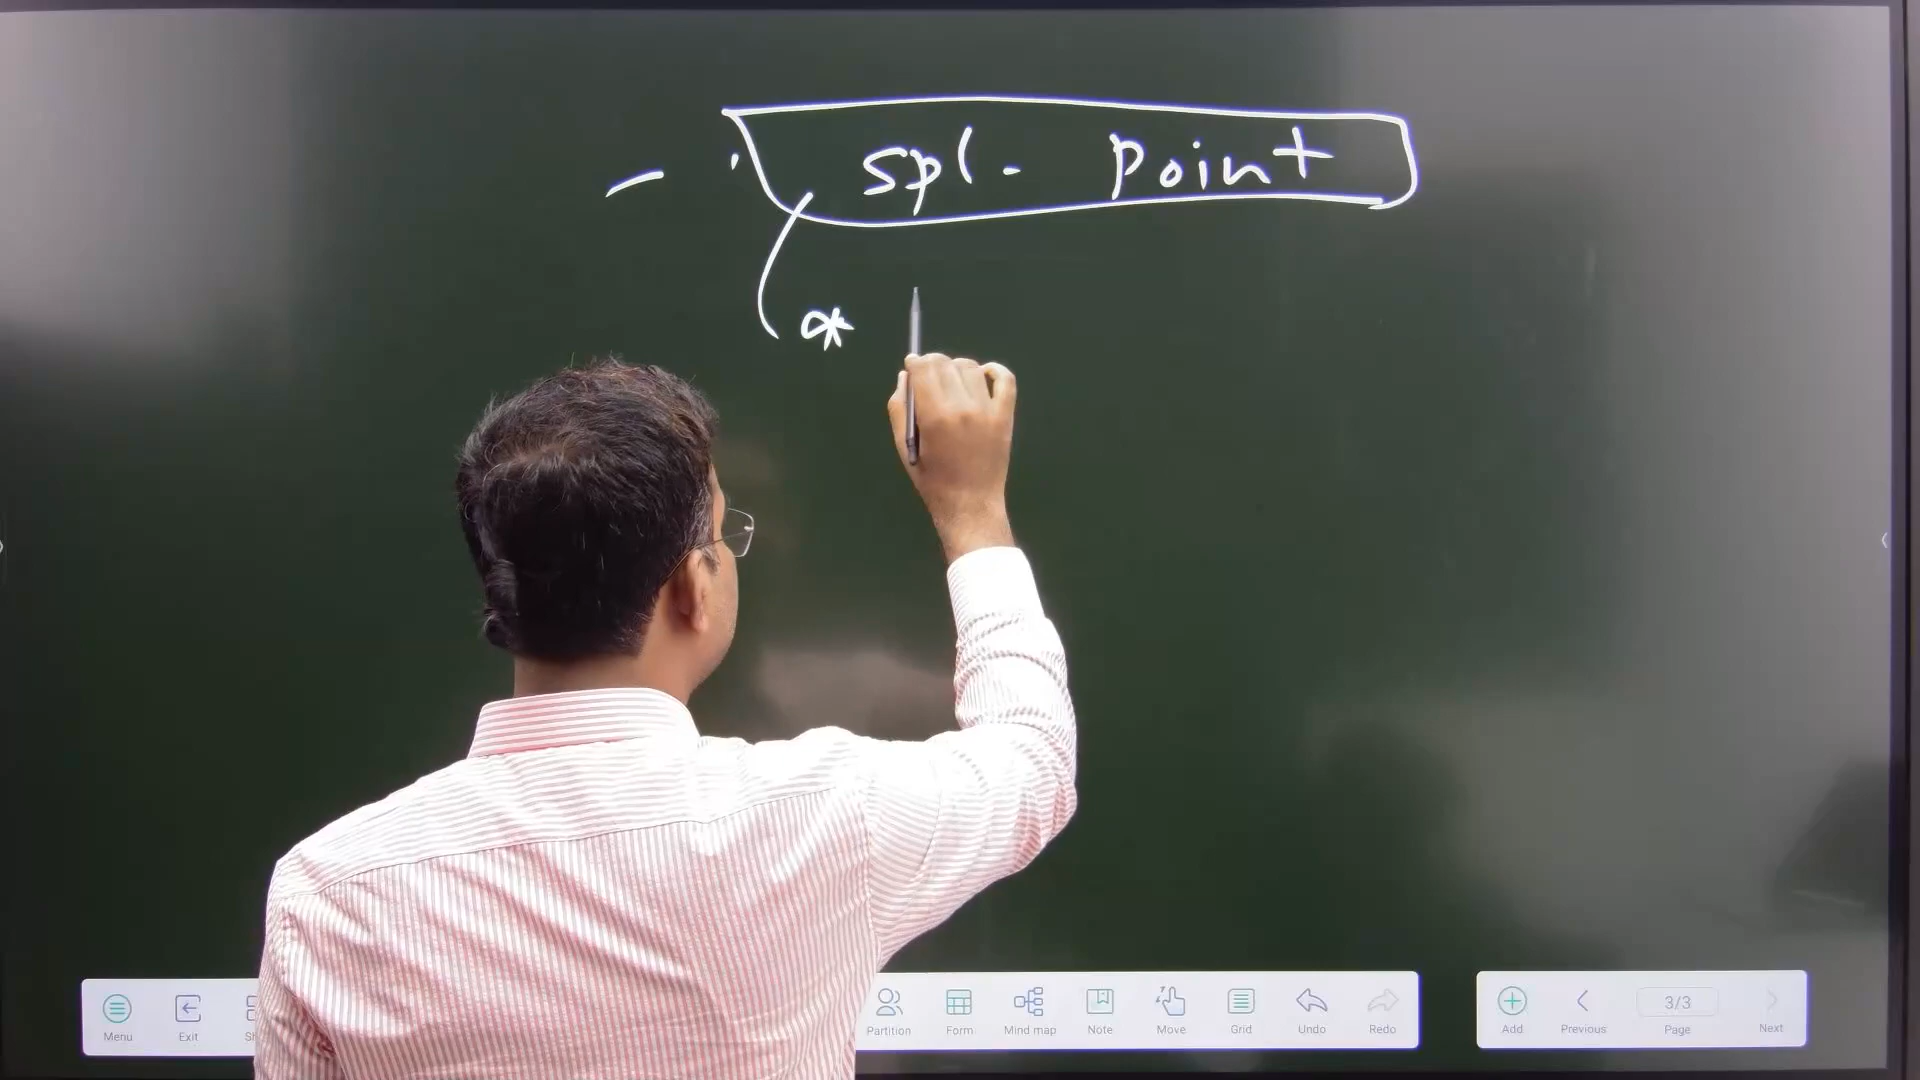 - spl. point
*
Menu Exit Partition Form Mind map Note Move Grid Undo Redo Add Previous 3/3 Page Next